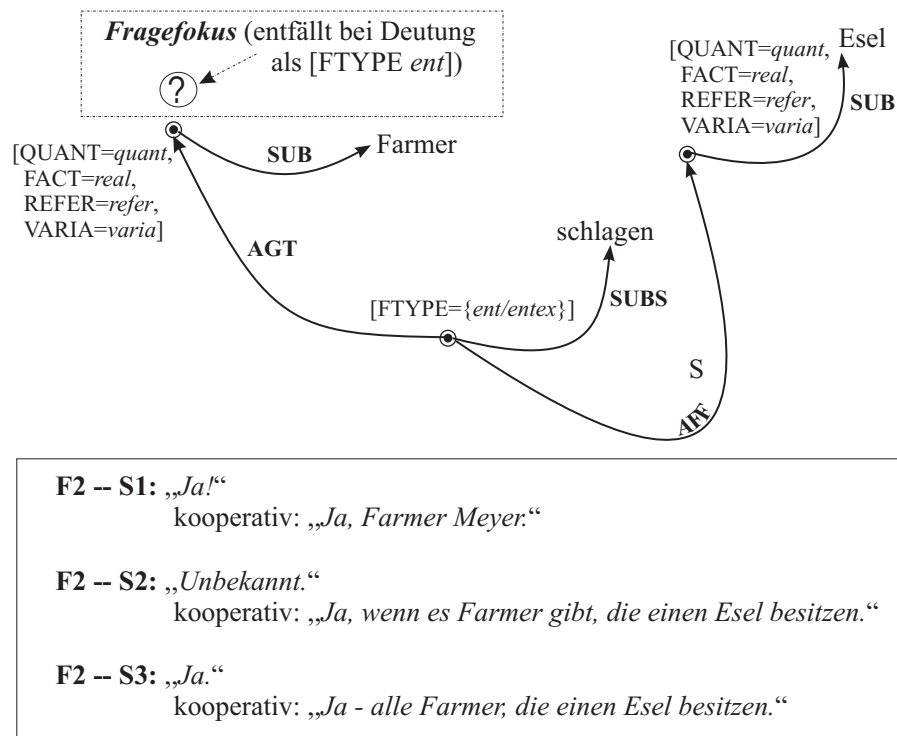 Fragefokus (entfällt bei Deutung
als [FTYPE ent])
?
[QUANT=quant,
FACT=real,
REFER=refer,
VARIA=varia]
SUB
Farmer
[QUANT=quant,
FACT=real,
REFER=refer,
VARIA=varia]
Esel
SUB
AGT
schlagen
[FTYPE={ent/entex}]
SUBS
S
AFF
F2 -- S1: „Ja!“
kooperativ: „Ja, Farmer Meyer.“
F2 -- S2: „Unbekannt.“
kooperativ: „Ja, wenn es Farmer gibt, die einen Esel besitzen.“
F2 -- S3: „Ja.“
kooperativ: „Ja - alle Farmer, die einen Esel besitzen.“